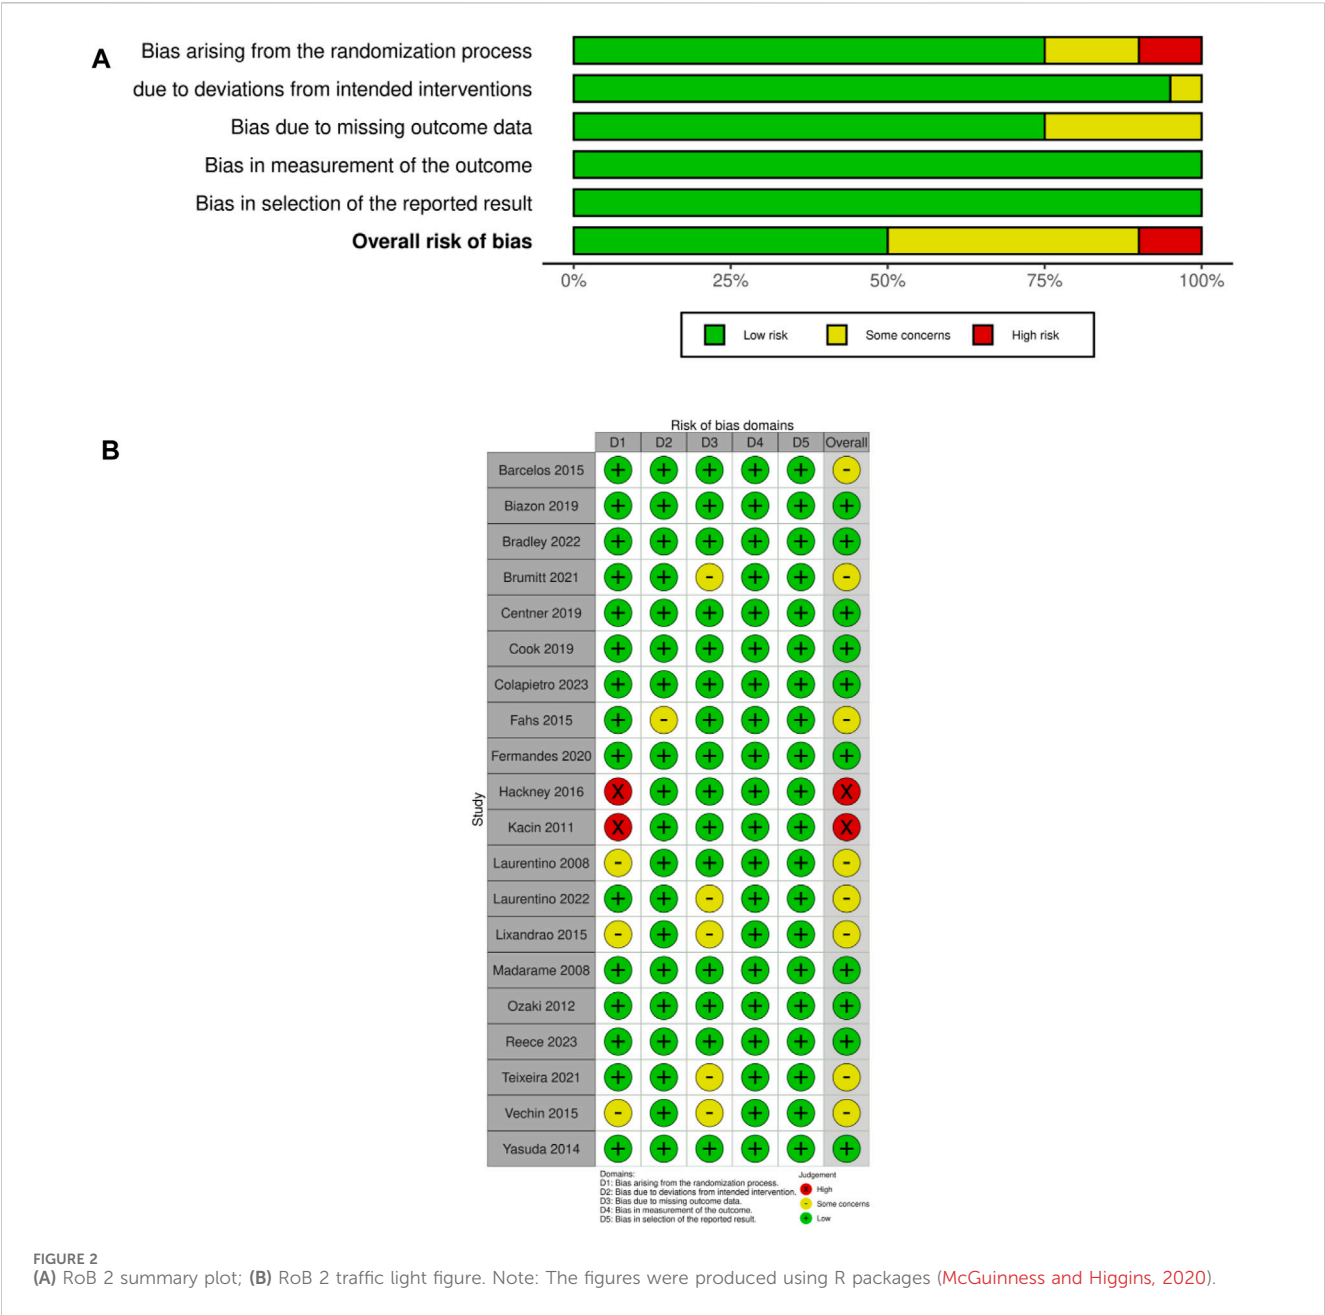 A
Bias arising from the randomization process
due to deviations from intended interventions
Bias due to missing outcome data
Bias in measurement of the outcome
Bias in selection of the reported result
Overall risk of bias
0% 25% 50% 75% 100%
Low risk Some concerns High risk
B
Risk of bias domains
D1 D2 D3 D4 D5 Overall
Study
Barcelos 2015 + + + + + -
Biazon 2019 + + + + + +
Bradley 2022 + + + + + +
Brumitt 2021 + + - + + -
Centner 2019 + + + + + +
Cook 2019 + + + + + +
Colapietro 2023 + + + + + +
Fahs 2015 + - + + + -
Fermandes 2020 + + + + + +
Hackney 2016 X + + + + X
Kacin 2011 X + + + + X
Laurentino 2008 - + + + + -
Laurentino 2022 + + - + + -
Lixandrao 2015 - + - + + -
Madarame 2008 + + + + + +
Ozaki 2012 + + + + + +
Reece 2023 + + + + + +
Teixeira 2021 + + - + + -
Vechin 2015 - + - + + -
Yasuda 2014 + + + + + +
Domains:
D1: Bias arising from the randomization process.
D2: Bias due to deviations from intended intervention.
D3: Bias due to missing outcome data.
D4: Bias in measurement of the outcome.
D5: Bias in selection of the reported result.
Judgement
X High
- Some concerns
+ Low
FIGURE 2
(A) RoB 2 summary plot; (B) RoB 2 traffic light figure. Note: The figures were produced using R packages (McGuinness and Higgins, 2020).